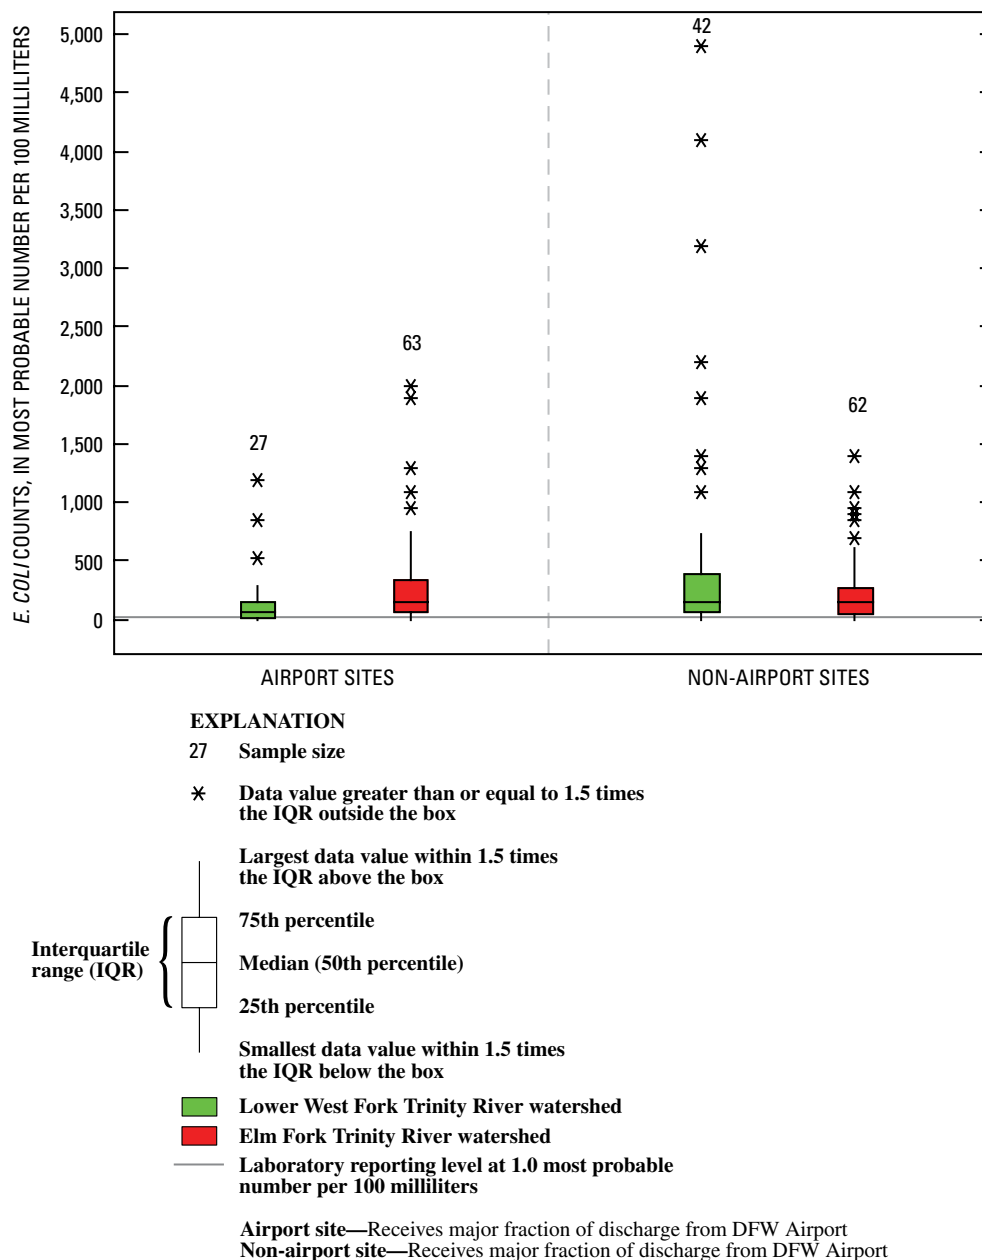 E. COLI COUNTS, IN MOST PROBABLE NUMBER PER 100 MILLILITERS
5,000
4,500
4,000
3,500
3,000
2,500
2,000
1,500
1,000
500
0
27
63
42
62
AIRPORT SITES
NON-AIRPORT SITES
EXPLANATION
27 Sample size
* Data value greater than or equal to 1.5 times
the IQR outside the box
Largest data value within 1.5 times
the IQR above the box
75th percentile
Interquartile
range (IQR)
Median (50th percentile)
25th percentile
Smallest data value within 1.5 times
the IQR below the box
Lower West Fork Trinity River watershed
Elm Fork Trinity River watershed
Laboratory reporting level at 1.0 most probable
number per 100 milliliters
Airport site—Receives major fraction of discharge from DFW Airport
Non-airport site—Receives major fraction of discharge from DFW Airport